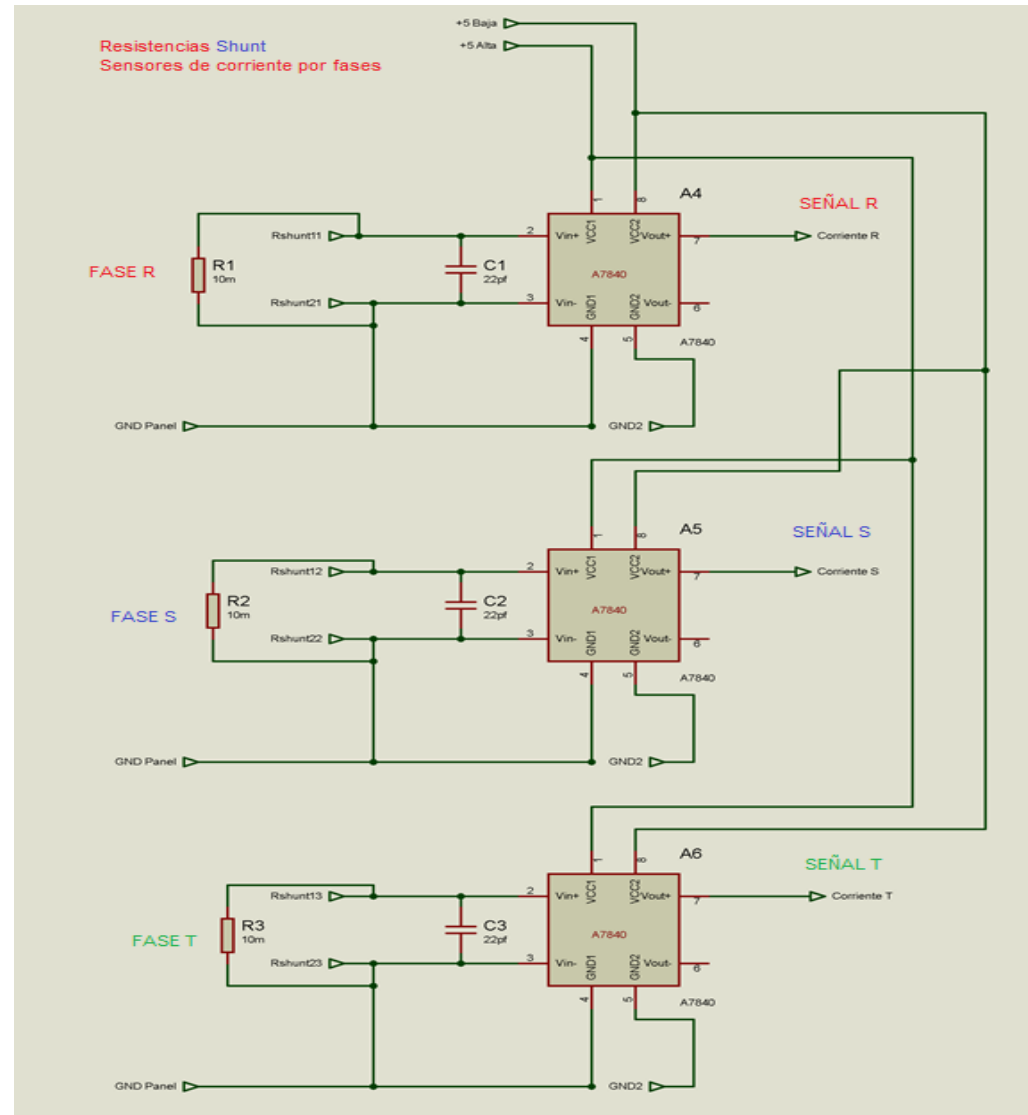 +5 Baja
+5 Alta
Resistencias Shunt
Sensores de corriente por fases
A4
SEÑAL R
1
8
Rshunt11
2
Vin+
VCC1
VCC2
Vout+
7
Corriente R
FASE R
R1
10m
C1
22pf
A7840
Rshunt21
3
Vin-
GND1
GND2
Vout-
6
4
5
A7840
GND Panel
GND2
A5
SEÑAL S
1
8
Rshunt12
2
Vin+
VCC1
VCC2
Vout+
7
Corriente S
FASE S
R2
10m
C2
22pf
A7840
Rshunt22
3
Vin-
GND1
GND2
Vout-
6
4
5
A7840
GND Panel
GND2
A6
SEÑAL T
1
8
Rshunt13
2
Vin+
VCC1
VCC2
Vout+
7
Corriente T
FASE T
R3
10m
C3
22pf
A7840
Rshunt23
3
Vin-
GND1
GND2
Vout-
6
4
5
A7840
GND Panel
GND2